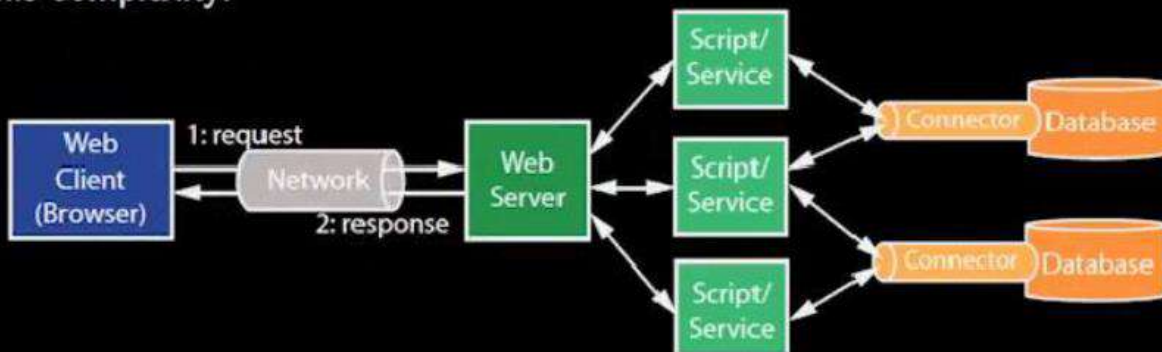 Web
Client
(Browser)
1: request
Network
2: response
Web
Server
Script/
Service
Script/
Service
Script/
Service
Connector
Database
Connector
Database